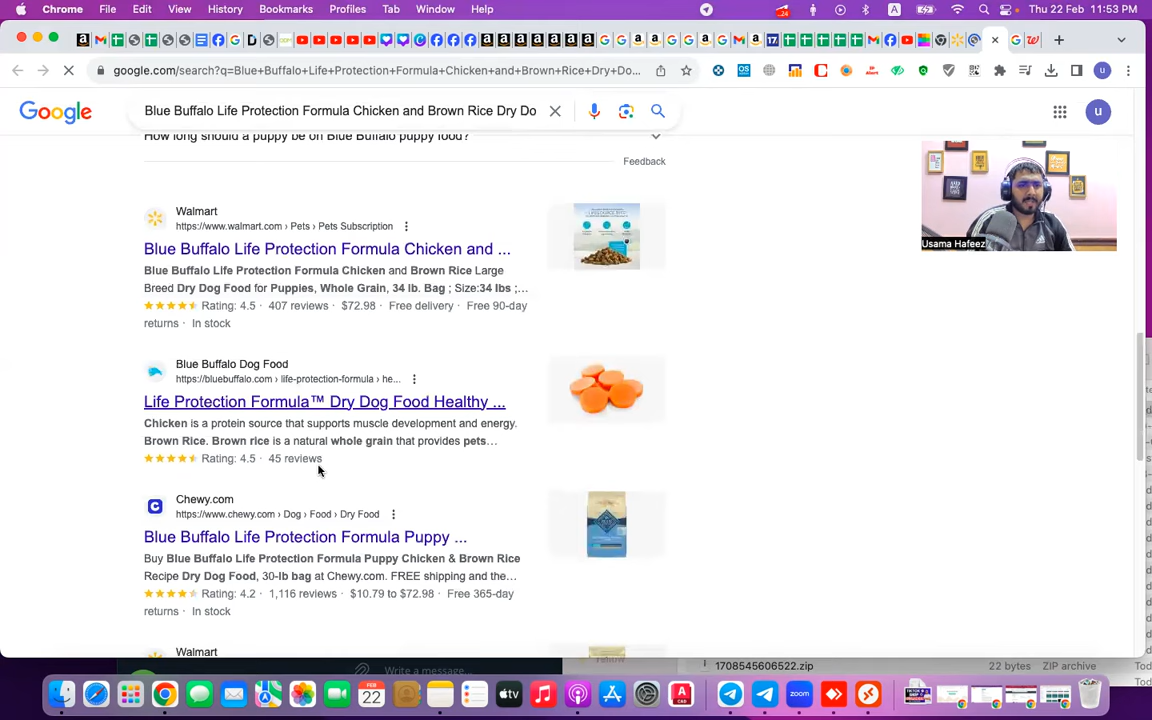 Chrome File Edit View History Bookmarks Profiles Tab Window Help
24 A Thu 22 Feb 11:53 PM
google.com/search?q=Blue+Buffalo+Life+Protection+Formula+Chicken+and+Brown+Rice+Dry+Do...
u
Google
Blue Buffalo Life Protection Formula Chicken and Brown Rice Dry Do
u
How long should a puppy be on Blue Buffalo puppy food?
Feedback
Walmart
https://www.walmart.com › Pets › Pets Subscription
Blue Buffalo Life Protection Formula Chicken and ...
Blue Buffalo Life Protection Formula Chicken and Brown Rice Large
Breed Dry Dog Food for Puppies, Whole Grain, 34 lb. Bag ; Size:34 lbs ;...
Rating: 4.5 · 407 reviews · $72.98 · Free delivery · Free 90-day
returns · In stock
Usama Hafeez
Blue Buffalo Dog Food
https://bluebuffalo.com › life-protection-formula › he...
Life Protection Formula™ Dry Dog Food Healthy ...
Chicken is a protein source that supports muscle development and energy.
Brown Rice. Brown rice is a natural whole grain that provides pets...
Rating: 4.5 · 45 reviews
Chewy.com
https://www.chewy.com › Dog › Food › Dry Food
Blue Buffalo Life Protection Formula Puppy ...
Buy Blue Buffalo Life Protection Formula Puppy Chicken & Brown Rice
Recipe Dry Dog Food, 30-lb bag at Chewy.com. FREE shipping and the...
Rating: 4.2 · 1,116 reviews · $10.79 to $72.98 · Free 365-day
returns · In stock
Walmart
Write a message...
1708545606522.zip 22 bytes ZIP archive
FEB
22
tv
zoom